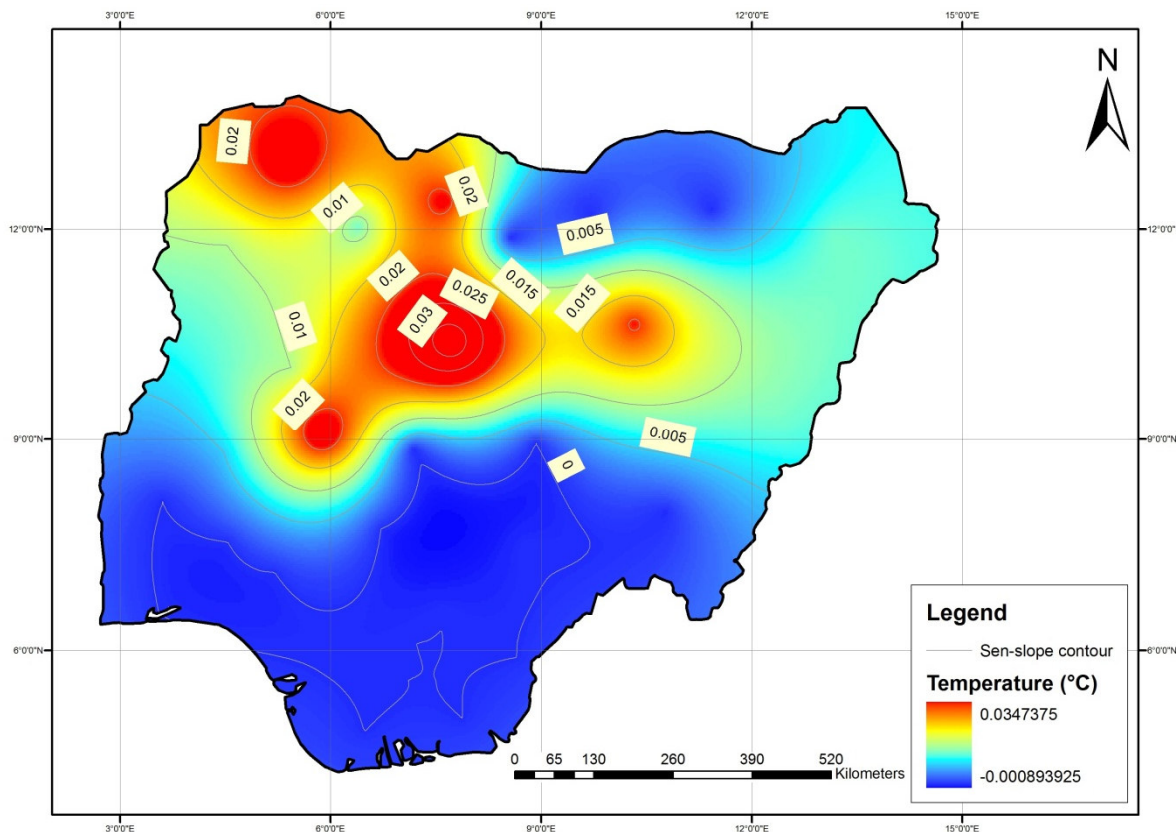 3°0'0"E 6°0'0"E 9°0'0"E 12°0'0"E 15°0'0"E
N
0.02
0.02
0.01
12°0'0"N
0.005
12°0'0"N
0.02
0.015
0.025
0.015
0.03
0.01
0.02
9°0'0"N
0.005
9°0'0"N
0
Legend
Sen-slope contour
Temperature (°C)
0.0347375
-0.000893925
6°0'0"N
6°0'0"N
0 65 130 260 390 520
Kilometers
3°0'0"E 6°0'0"E 9°0'0"E 12°0'0"E 15°0'0"E